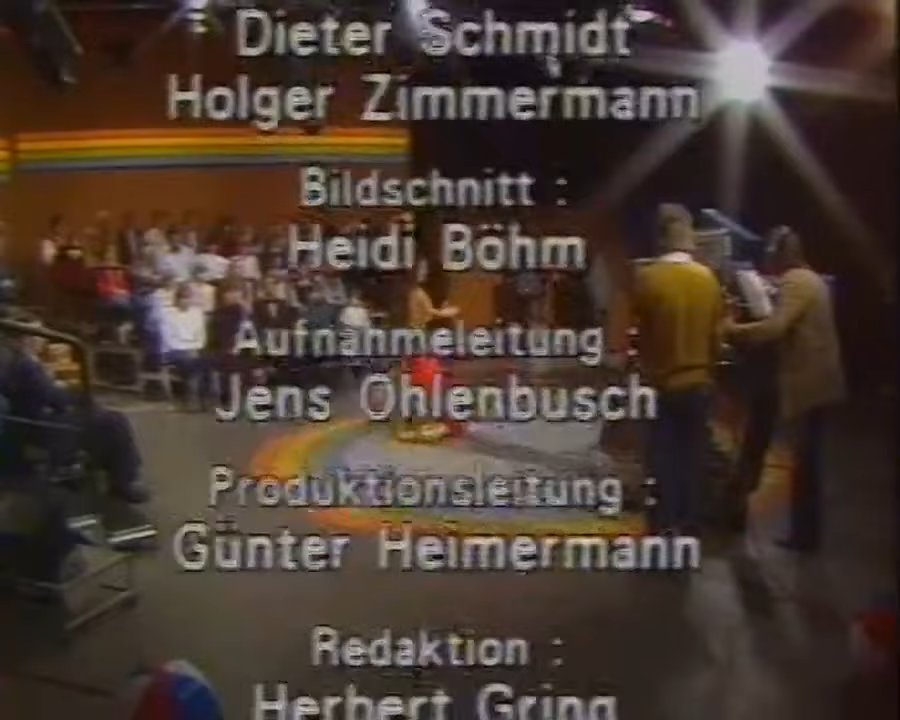 Dieter Schmidt
Holger Zimmermann
Bildschnitt :
Heidi Böhm
Aufnahmeleitung :
Jens Ohlenbusch
Produktionsleitung :
Günter Heimermann
Redaktion :
Herbert Gring